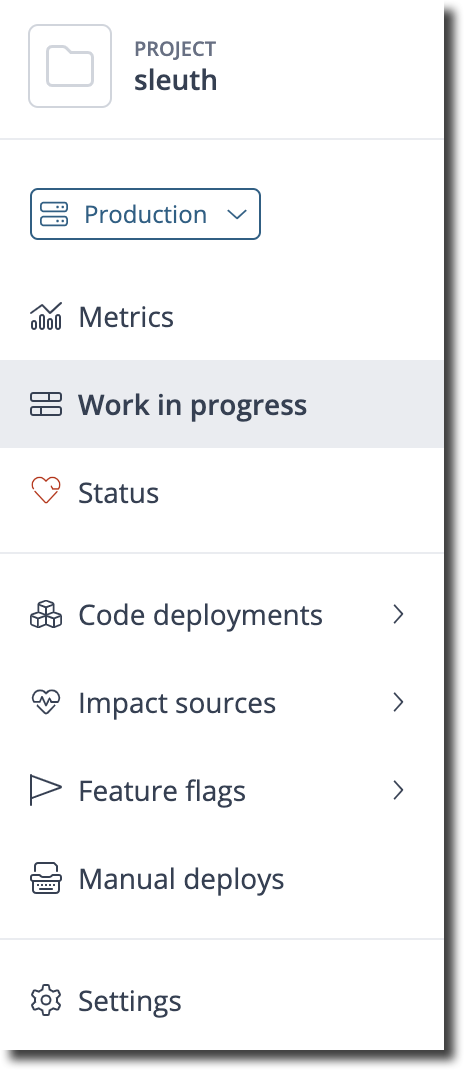 PROJECT
sleuth
Production
Metrics
Work in progress
Status
Code deployments
Impact sources
Feature flags
Manual deploys
Settings